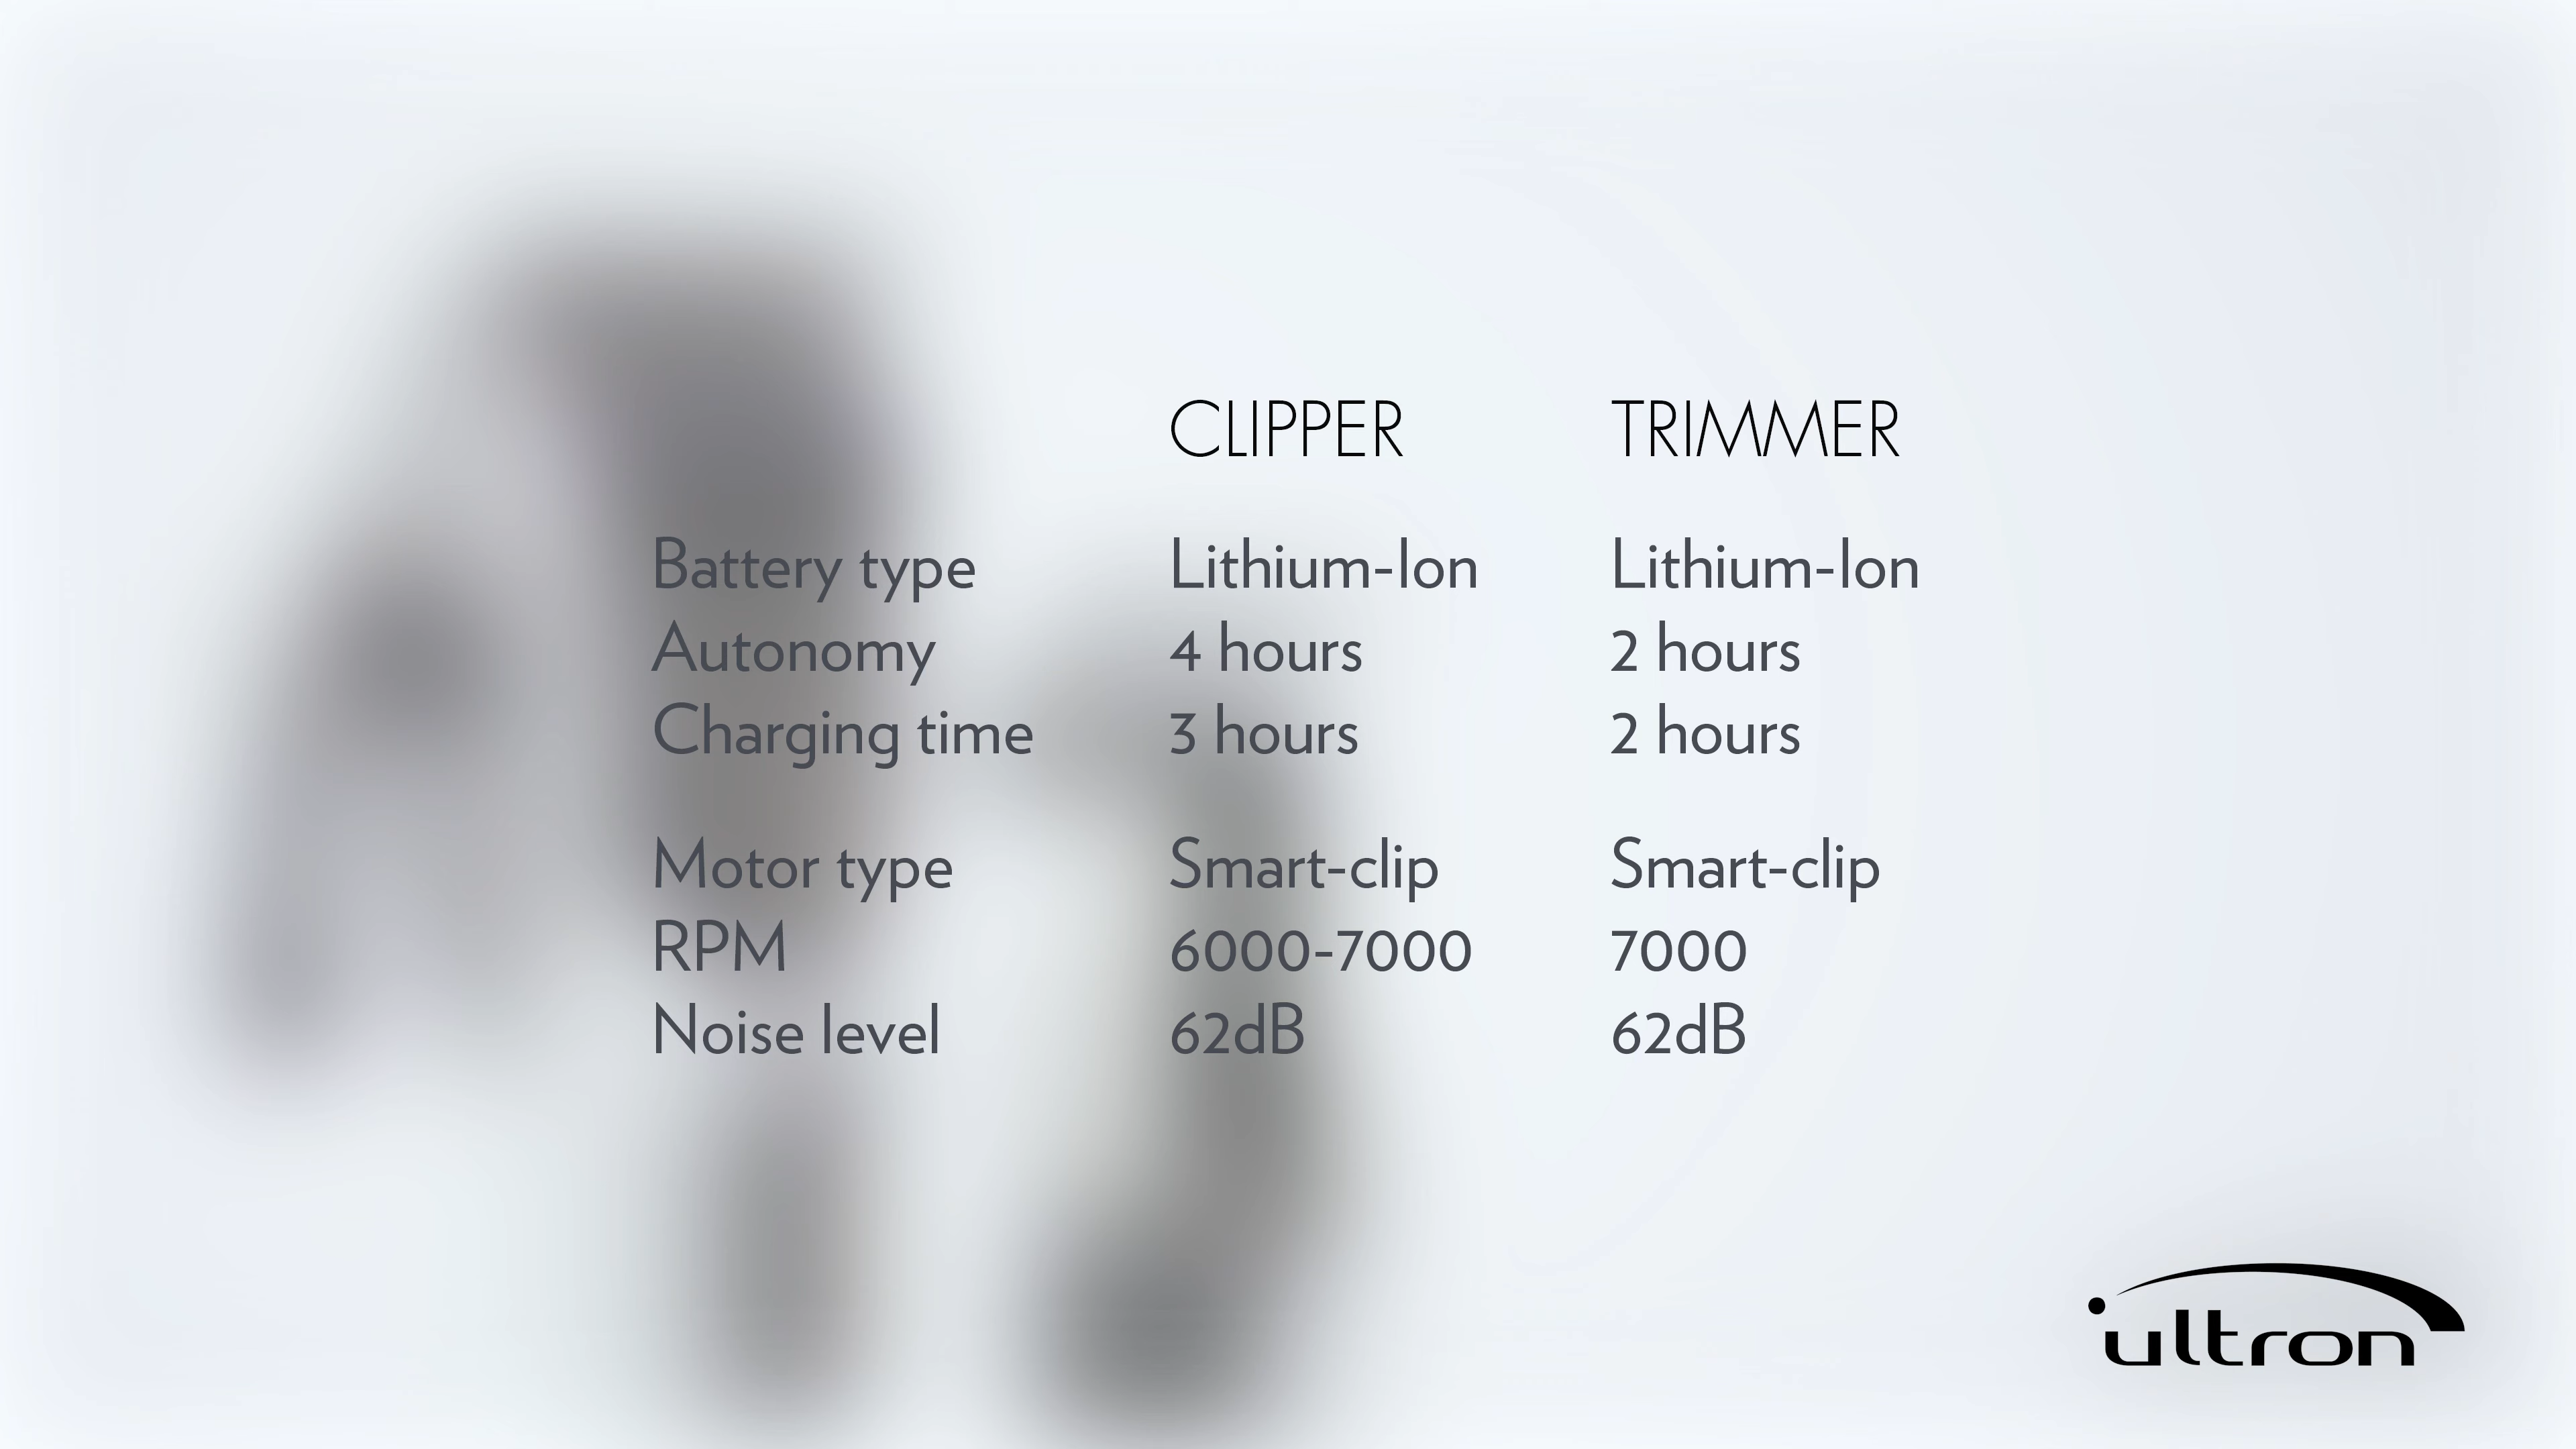 CLIPPER TRIMMER
Battery type Lithium-Ion Lithium-Ion
Autonomy 4 hours 2 hours
Charging time 3 hours 2 hours
Motor type Smart-clip Smart-clip
RPM 6000-7000 7000
Noise level 62dB 62dB
ultron